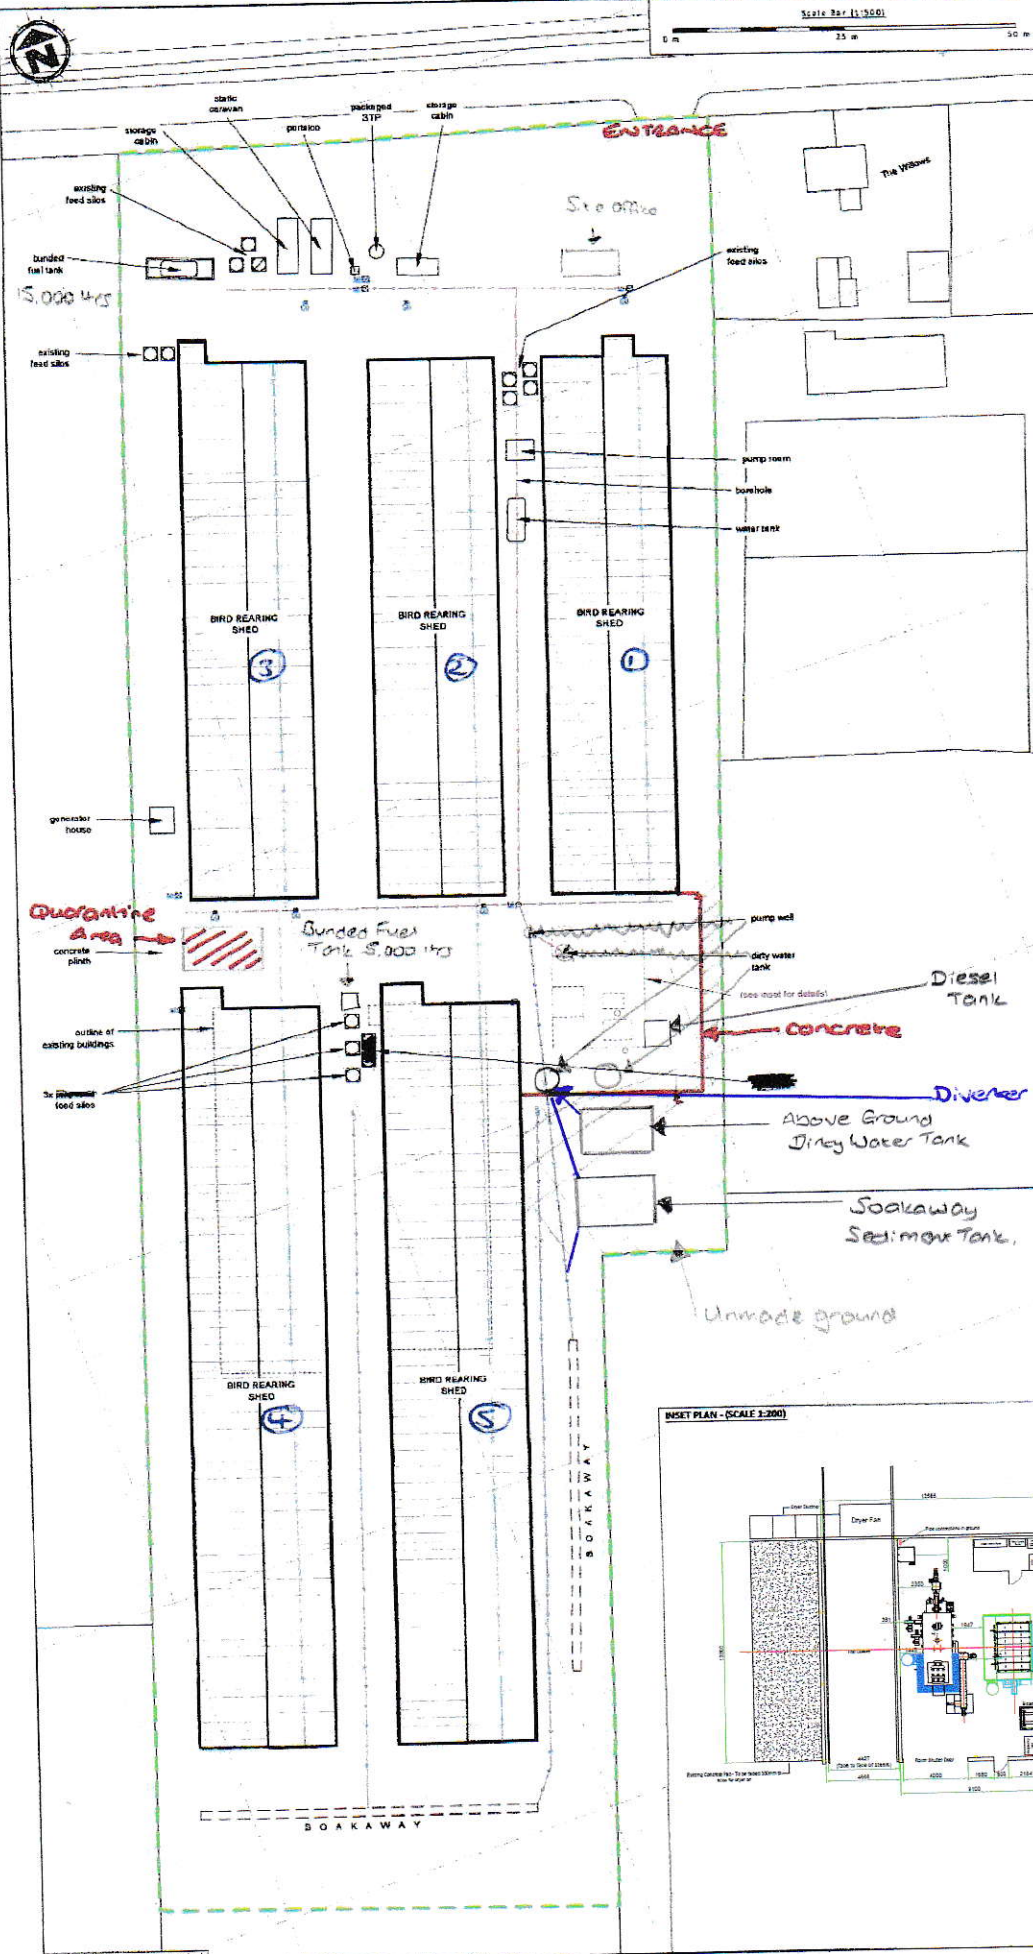 N
Scale Bar (1:500)
0 m 25 m 50 m
static
caravan
storage
cabin
portaloo
packaged
STP
storage
cabin
ENTRANCE
The Willows
existing
feed silos
Site Office
bunded
fuel tank
15,000 ltrs
existing
feed silos
existing
feed silos
pump room
borehole
water tank
BIRD REARING
SHED
3
BIRD REARING
SHED
2
BIRD REARING
SHED
1
generator
house
Quarantine
Area
concrete
plinth
Bunded Fuel
Tank 5,000 ltrs
pump well
dirty water
tank
(see inset for details)
Diesel
Tank
concrete
outline of
existing buildings
3x
feed silos
Diverter
Above Ground
Dirty Water Tank
Soakaway
Sediment Tank.
Unmade ground
BIRD REARING
SHED
4
BIRD REARING
SHED
5
SOAKAWAY
SOAKAWAY
INSET PLAN - (SCALE 1:200)
Dryer Fan